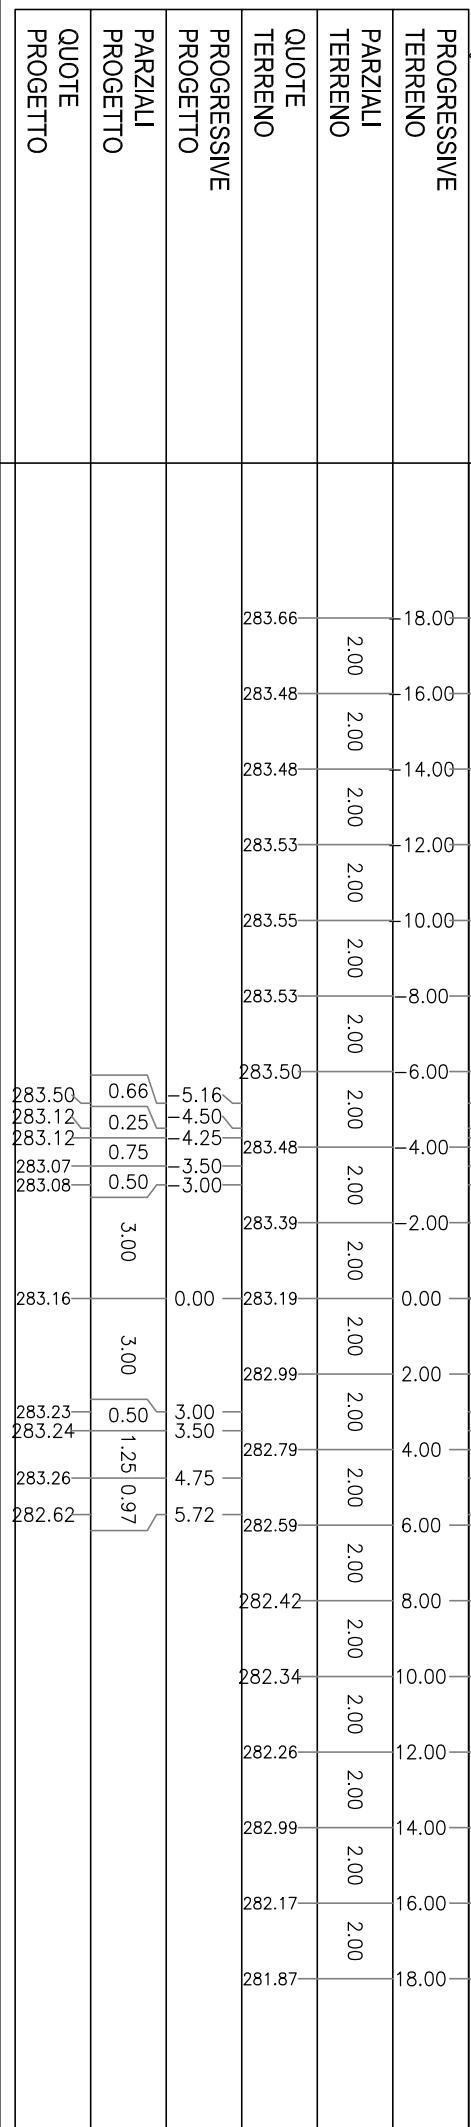 PROGRESSIVE
TERRENO
-18.00 -16.00 -14.00 -12.00 -10.00 -8.00 -6.00 -4.00 -2.00 0.00 2.00 4.00 6.00 8.00 10.00 12.00 14.00 16.00 18.00
PARZIALI
TERRENO
2.00 2.00 2.00 2.00 2.00 2.00 2.00 2.00 2.00 2.00 2.00 2.00 2.00 2.00 2.00 2.00 2.00 2.00
QUOTE
TERRENO
283.66 283.48 283.48 283.53 283.55 283.53 283.50 283.48 283.39 283.19 282.99 282.79 282.59 282.42 282.34 282.26 282.99 282.17 281.87
PROGRESSIVE
PROGETTO
-5.16 -4.50 -4.25 -3.50 -3.00 0.00 3.00 3.50 4.75 5.72
PARZIALI
PROGETTO
0.66 0.25 0.75 0.50 3.00 3.00 0.50 1.25 0.97
QUOTE
PROGETTO
283.50 283.12 283.12 283.07 283.08 283.16 283.23 283.24 283.26 282.62